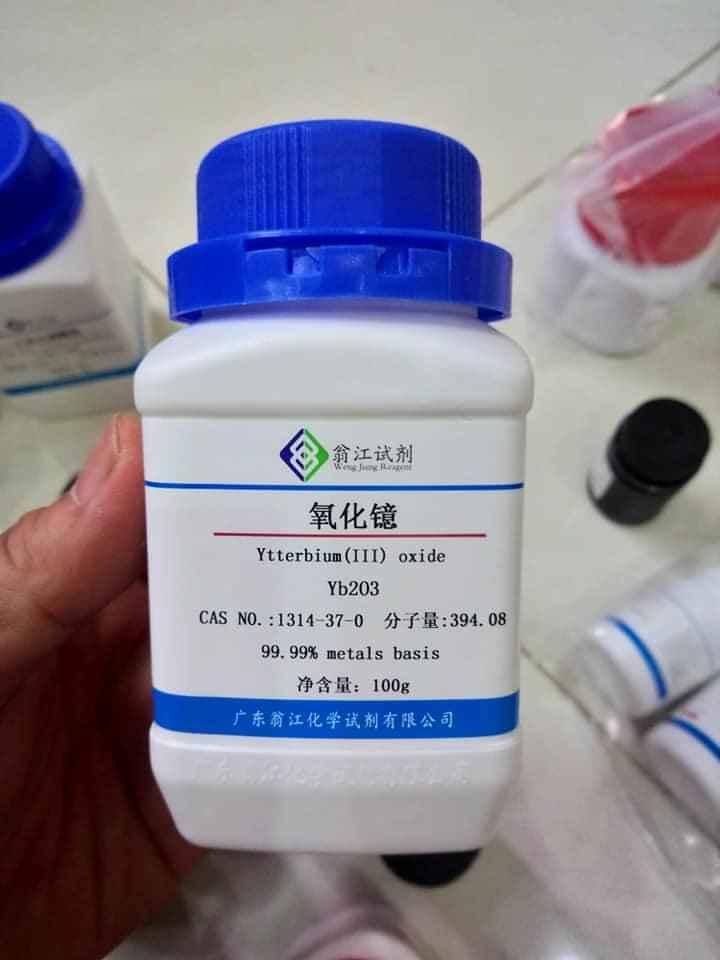 翁江试剂
Weng Jiang Reagent
氧化镱
Ytterbium(III) oxide
Yb2O3
CAS NO.:1314-37-0 分子量:394.08
99.99% metals basis
净含量：100g
广东翁江化学试剂有限公司